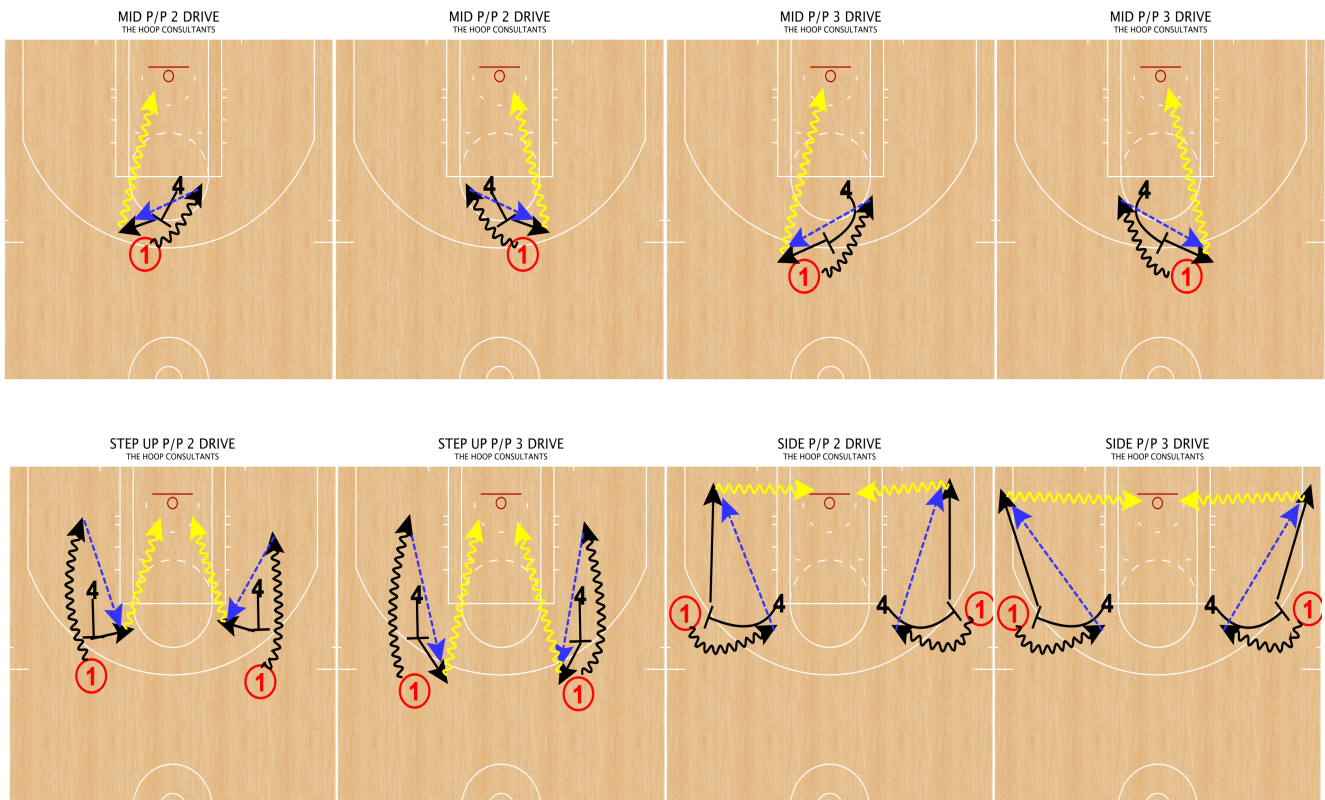 MID P/P 2 DRIVE
THE HOOP CONSULTANTS
4
1
MID P/P 2 DRIVE
THE HOOP CONSULTANTS
4
1
MID P/P 3 DRIVE
THE HOOP CONSULTANTS
4
1
MID P/P 3 DRIVE
THE HOOP CONSULTANTS
4
1
STEP UP P/P 2 DRIVE
THE HOOP CONSULTANTS
4
4
1
1
STEP UP P/P 3 DRIVE
THE HOOP CONSULTANTS
4
4
1
1
SIDE P/P 2 DRIVE
THE HOOP CONSULTANTS
1
4
4
1
SIDE P/P 3 DRIVE
THE HOOP CONSULTANTS
1
4
4
1